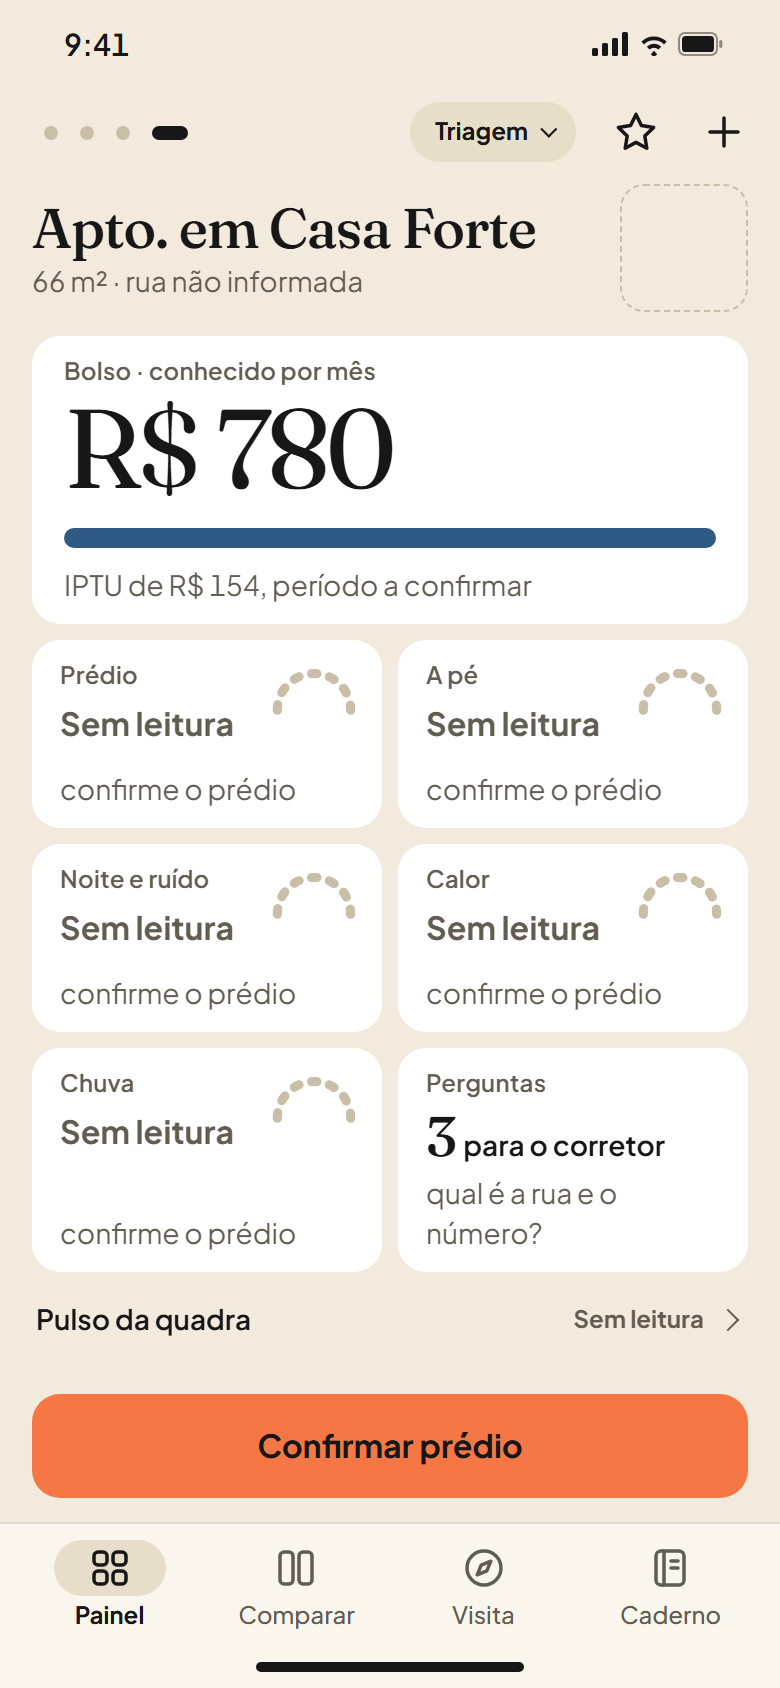 9:41
Triagem
Apto. em Casa Forte
66 m² · rua não informada
Bolso · conhecido por mês
R$ 780
IPTU de R$ 154, período a confirmar
Prédio
Sem leitura
confirme o prédio
A pé
Sem leitura
confirme o prédio
Noite e ruído
Sem leitura
confirme o prédio
Calor
Sem leitura
confirme o prédio
Chuva
Sem leitura
confirme o prédio
Perguntas
3 para o corretor
qual é a rua e o
número?
Pulso da quadra
Sem leitura
Confirmar prédio
Painel
Comparar
Visita
Caderno